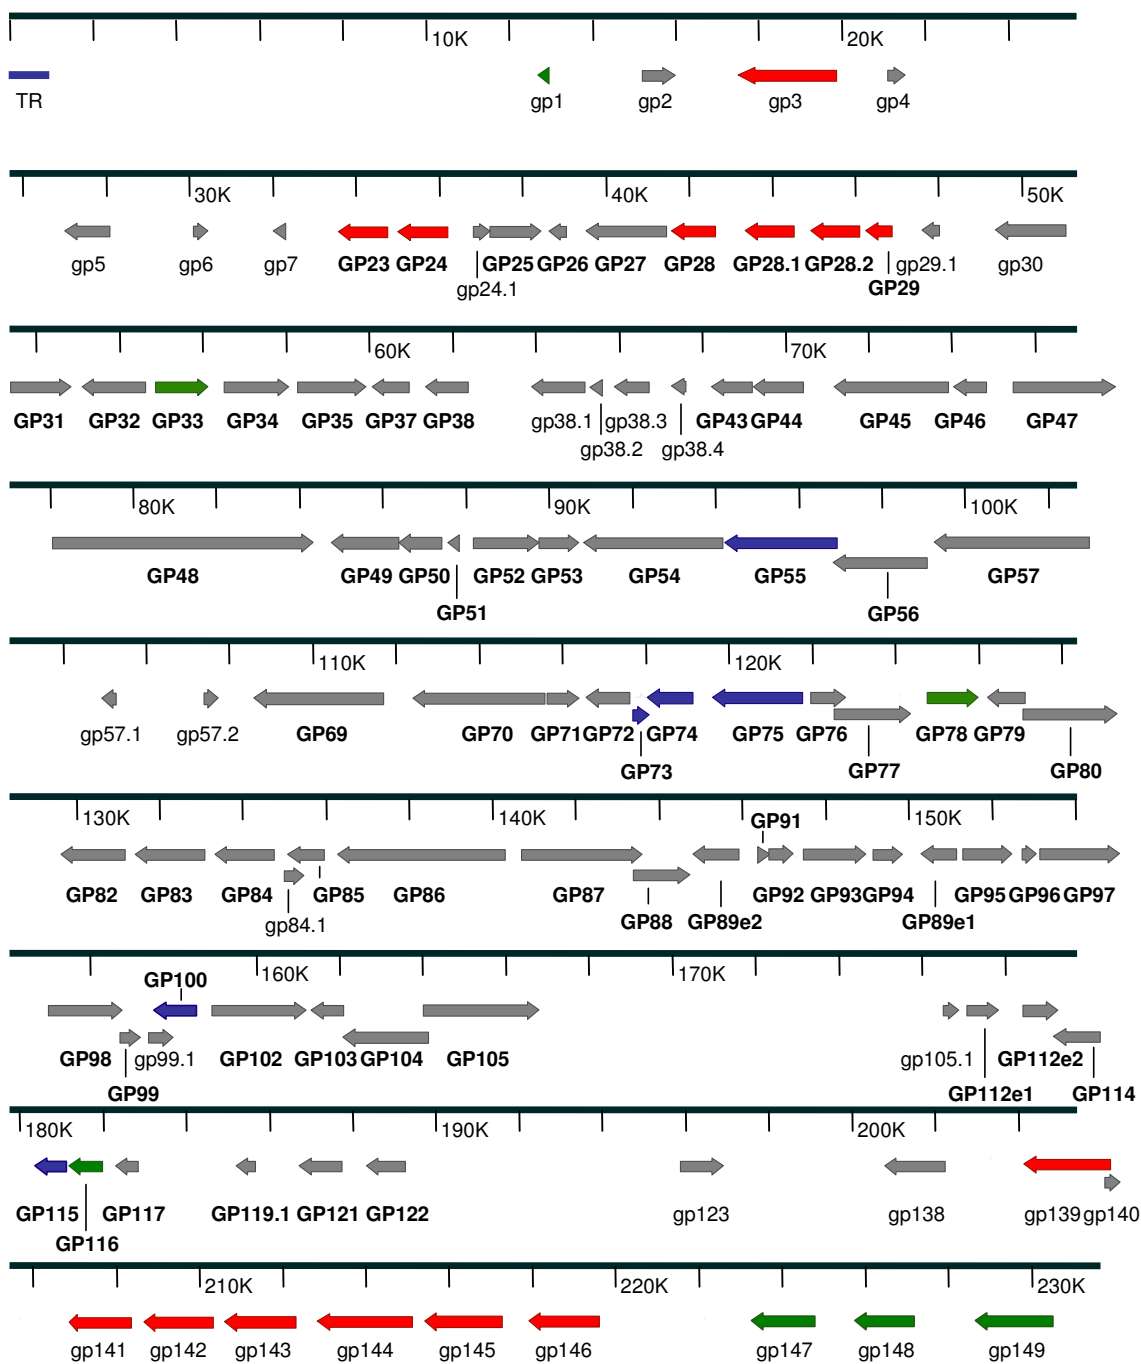 10K 20K
TR gp1 gp2 gp3 gp4
30K 40K 50K
gp5 gp6 gp7 GP23 GP24 GP25 GP26 GP27 GP28 GP28.1 GP28.2 gp29.1 gp30
gp24.1 GP29
60K 70K
GP31 GP32 GP33 GP34 GP35 GP37 GP38 gp38.1 gp38.3 GP43 GP44 GP45 GP46 GP47
gp38.2 gp38.4
80K 90K 100K
GP48 GP49 GP50 GP52 GP53 GP54 GP55 GP57
GP51 GP56
110K 120K
gp57.1 gp57.2 GP69 GP70 GP71 GP72 GP74 GP75 GP76 GP78 GP79
GP73 GP77 GP80
130K 140K 150K
GP91
GP82 GP83 GP84 GP85 GP86 GP87 GP92 GP93 GP94 GP95 GP96 GP97
gp84.1 GP88 GP89e2 GP89e1
160K 170K
GP100
GP98 gp99.1 GP102 GP103 GP104 GP105 gp105.1 GP112e2
GP99 GP112e1 GP114
180K 190K 200K
GP115 GP117 GP119.1 GP121 GP122 gp123 gp138 gp139 gp140
GP116
210K 220K 230K
gp141 gp142 gp143 gp144 gp145 gp146 gp147 gp148 gp149